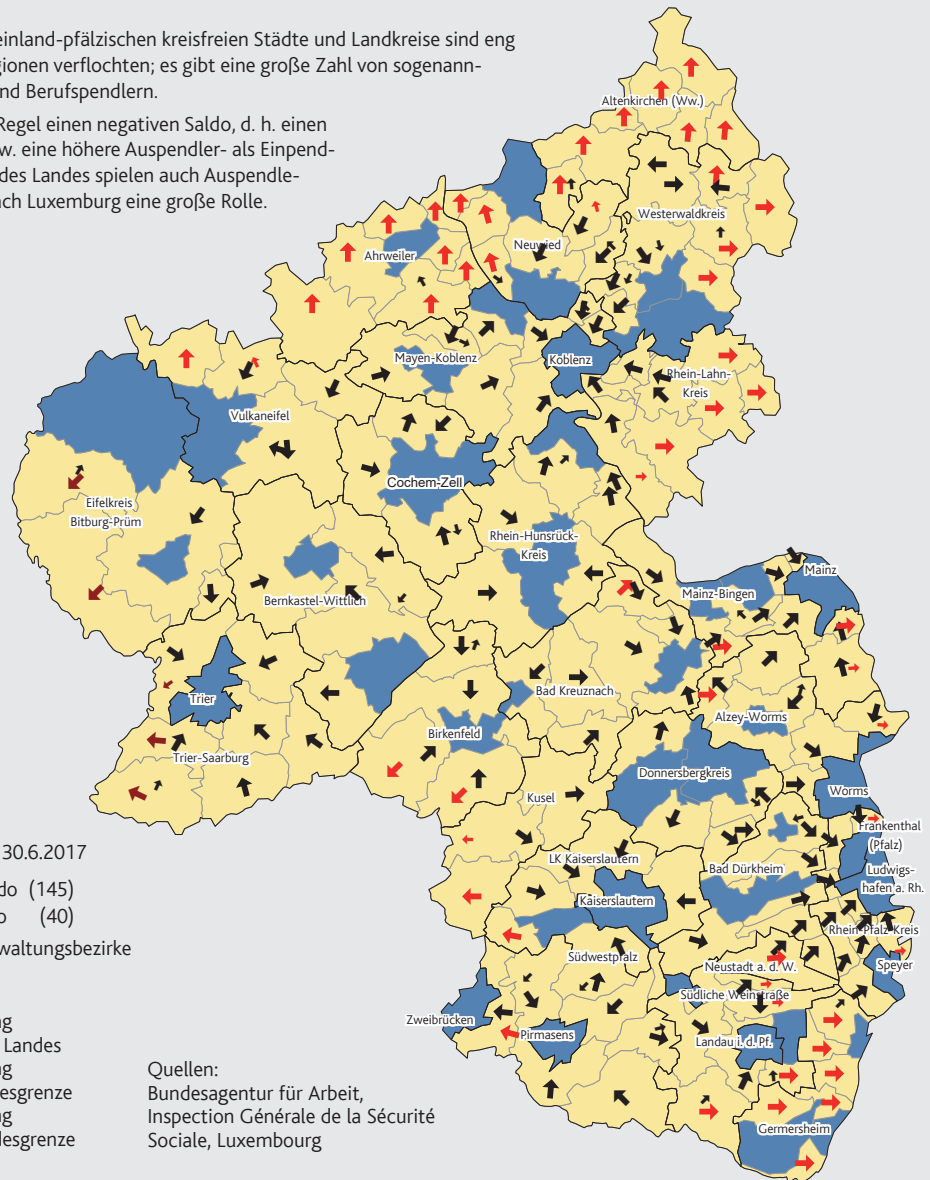 einland-pfälzischen kreisfreien Städte und Landkreise sind eng
gionen verflochten; es gibt eine große Zahl von sogenann-
nd Berufspendlern.
Regel einen negativen Saldo, d. h. einen
w. eine höhere Auspendler- als Einpend-
des Landes spielen auch Auspendle-
ach Luxemburg eine große Rolle.
Altenkirchen (Ww.)
Westerwaldkreis
Neuwied
Ahrweiler
Mayen-Koblenz
Koblenz
Rhein-Lahn-
Kreis
Vulkaneifel
Cochem-Zell
Eifelkreis
Bitburg-Prüm
Rhein-Hunsrück-
Kreis
Mainz
Mainz-Bingen
Bernkastel-Wittlich
Trier
Bad Kreuznach
Alzey-Worms
Birkenfeld
Trier-Saarburg
Donnersbergkreis
Kusel
Worms
Frankenthal
(Pfalz)
LK Kaiserslautern
Bad Dürkheim
Ludwigs-
hafen a. Rh.
Kaiserslautern
Rhein-Pfalz-Kreis
Südwestpfalz
Neustadt a. d. W.
Speyer
Südliche Weinstraße
Zweibrücken
Pirmasens
Landau i. d. Pf.
Germersheim
30.6.2017
do (145)
o (40)
waltungsbezirke
ng
Landes
ng
esgrenze
ng
desgrenze
Quellen:
Bundesagentur für Arbeit,
Inspection Générale de la Sécurité
Sociale, Luxembourg